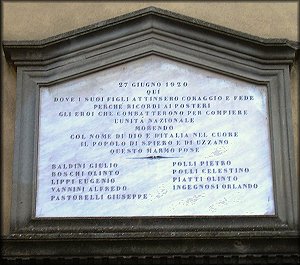 27 GIUGNO 1920
QUI
DOVE I SUOI FIGLI ATTINSERO CORAGGIO E FEDE
PERCHÈ RICORDI AI POSTERI
GLI EROI CHE COMBATTERONO PER COMPIERE
L'UNITÀ NAZIONALE
MORENDO
COL NOME DI DIO E D'ITALIA NEL CUORE
IL POPOLO DI SPIERO E DI UZZANO
QUESTO MARMO POSE
BALDINI GIULIO
BOSCHI OLINTO
LIPPI EUGENIO
VANNINI ALFREDO
PASTORELLI GIUSEPPE
POLLI PIETRO
POLLI CELESTINO
PIATTI OLINTO
INGEGNOSI ORLANDO